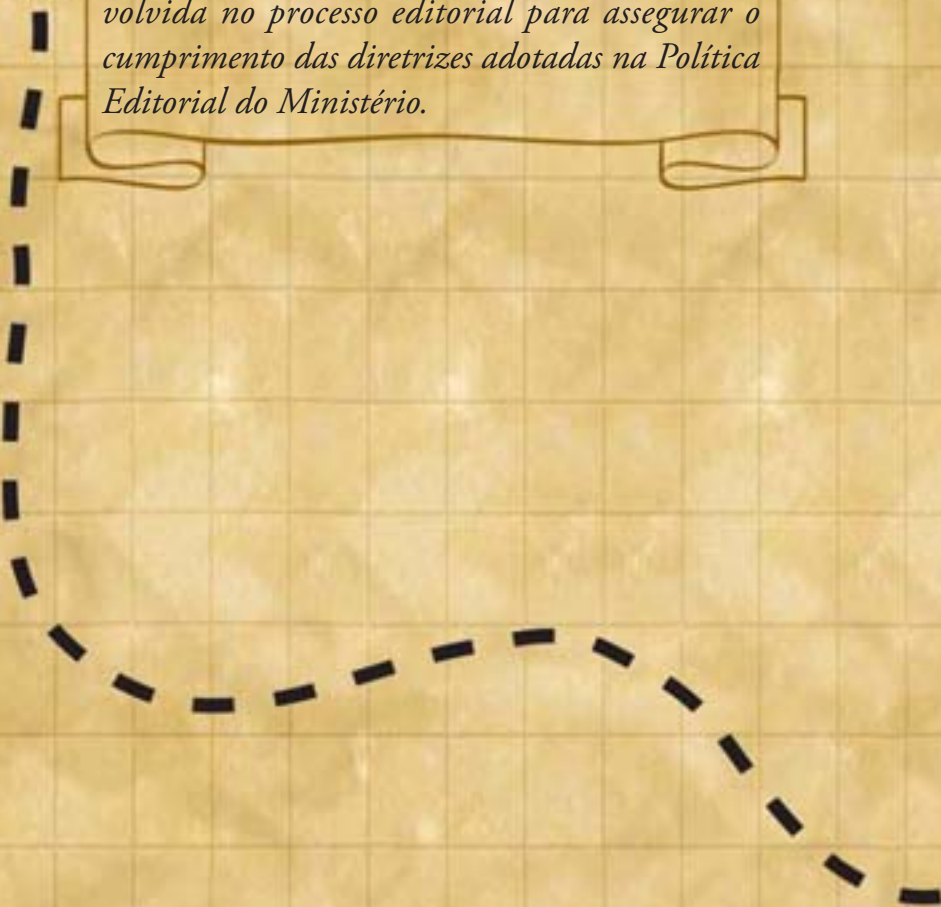 volvida no processo editorial para assegurar o
cumprimento das diretrizes adotadas na Política
Editorial do Ministério.